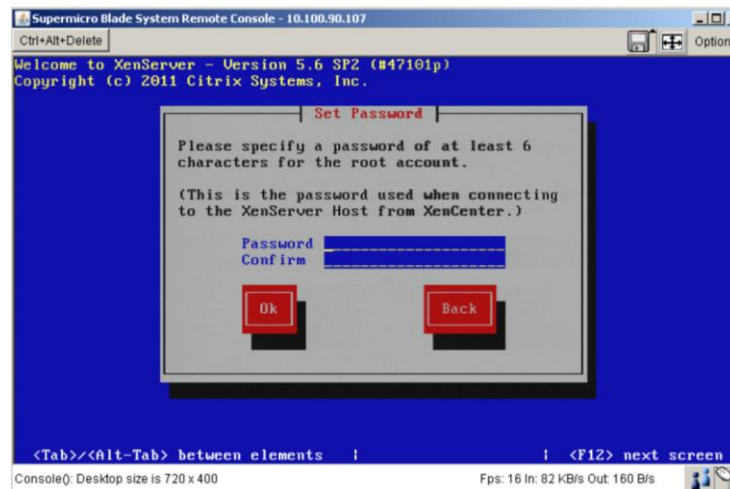 Supermicro Blade System Remote Console - 10.100.90.107
Ctrl+Alt+Delete
Option
Welcome to XenServer - Version 5.6 SP2 (#47101p)
Copyright (c) 2011 Citrix Systems, Inc.
Set Password
Please specify a password of at least 6
characters for the root account.
(This is the password used when connecting
to the XenServer Host from XenCenter.)
Password
Confirm
Ok Back
<Tab>/<Alt-Tab> between elements | | <F12> next screen
Console(): Desktop size is 720 x 400 Fps: 16 In: 82 KB/s Out: 160 B/s